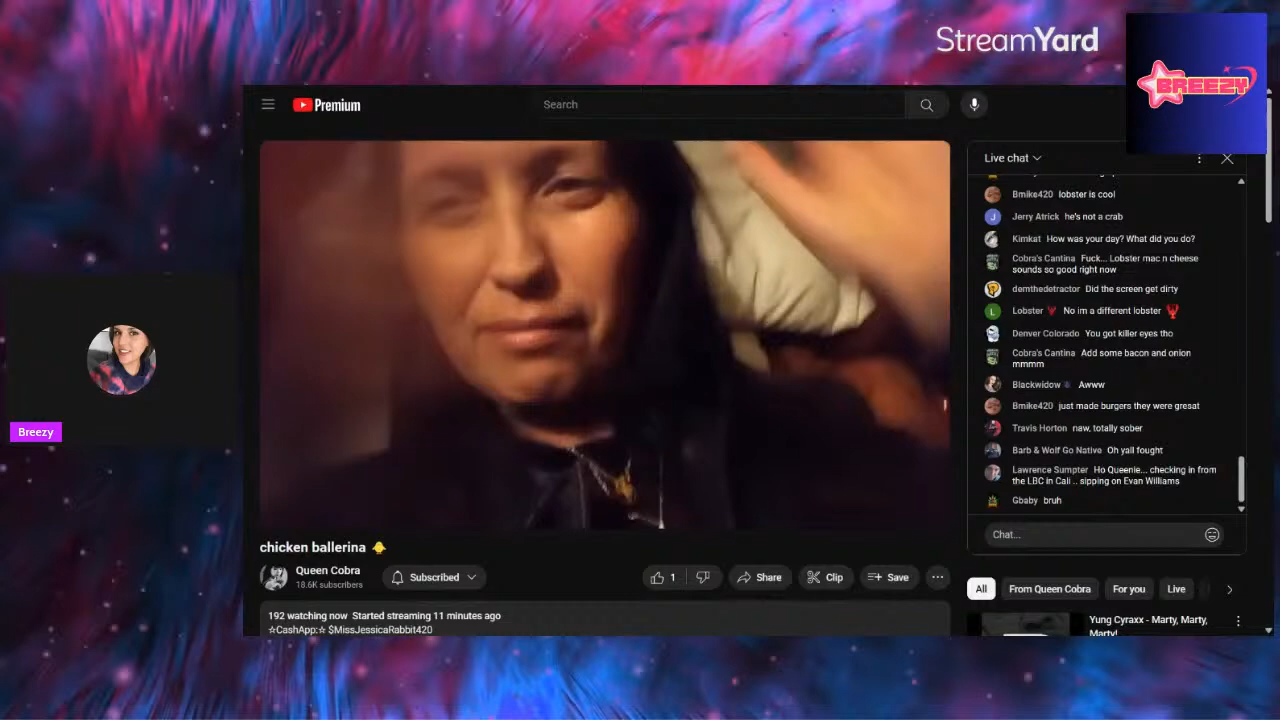 StreamYard
BREEZY
Premium
Search
Live chat
Bmike420 lobster is cool
J Jerry Atrick he's not a crab
Kimkat How was your day? What did you do?
Cobra's Cantina Fuck... Lobster mac n cheese
sounds so good right now
demthedetractor Did the screen get dirty
L Lobster 🦞 No im a different lobster 🦞
Denver Colorado You got killer eyes tho
Cobra's Cantina Add some bacon and onion
mmmm
Blackwidow 🕷 Awww
Bmike420 just made burgers they were gresat
Travis Horton naw, totally sober
Barb & Wolf Go Native Oh yall fought
Lawrence Sumpter Ho Queenie... checking in from
the LBC in Cali .. sipping on Evan Williams
Gbaby bruh
Chat...
Breezy
chicken ballerina 🐥
Queen Cobra
18.6K subscribers
Subscribed
1
Share
Clip
Save
All
From Queen Cobra
For you
Live
192 watching now Started streaming 11 minutes ago
☆CashApp:☆ $MissJessicaRabbit420
Yung Cyraxx - Marty, Marty,
Marty!